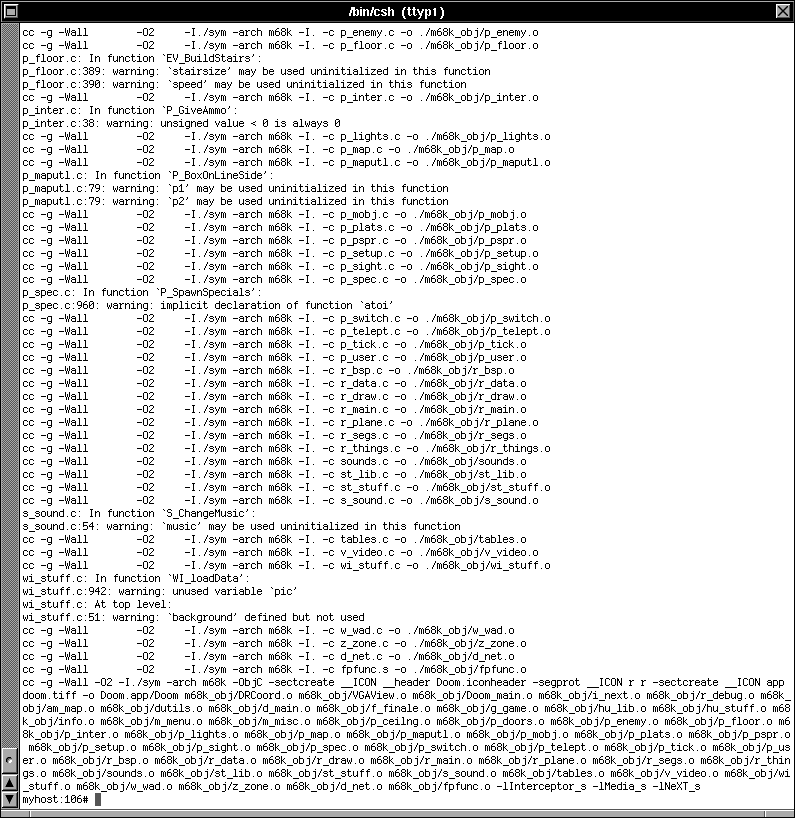 /bin/csh (ttyp1)
cc -g -Wall -O2 -I./sym -arch m68k -I. -c p_enemy.c -o ./m68k_obj/p_enemy.o
cc -g -Wall -O2 -I./sym -arch m68k -I. -c p_floor.c -o ./m68k_obj/p_floor.o
p_floor.c: In function `EV_BuildStairs':
p_floor.c:389: warning: `stairsize' may be used uninitialized in this function
p_floor.c:390: warning: `speed' may be used uninitialized in this function
cc -g -Wall -O2 -I./sym -arch m68k -I. -c p_inter.c -o ./m68k_obj/p_inter.o
p_inter.c: In function `P_GiveAmmo':
p_inter.c:38: warning: unsigned value < 0 is always 0
cc -g -Wall -O2 -I./sym -arch m68k -I. -c p_lights.c -o ./m68k_obj/p_lights.o
cc -g -Wall -O2 -I./sym -arch m68k -I. -c p_map.c -o ./m68k_obj/p_map.o
cc -g -Wall -O2 -I./sym -arch m68k -I. -c p_maputl.c -o ./m68k_obj/p_maputl.o
p_maputl.c: In function `P_BoxOnLineSide':
p_maputl.c:79: warning: `p1' may be used uninitialized in this function
p_maputl.c:79: warning: `p2' may be used uninitialized in this function
cc -g -Wall -O2 -I./sym -arch m68k -I. -c p_mobj.c -o ./m68k_obj/p_mobj.o
cc -g -Wall -O2 -I./sym -arch m68k -I. -c p_plats.c -o ./m68k_obj/p_plats.o
cc -g -Wall -O2 -I./sym -arch m68k -I. -c p_pspr.c -o ./m68k_obj/p_pspr.o
cc -g -Wall -O2 -I./sym -arch m68k -I. -c p_setup.c -o ./m68k_obj/p_setup.o
cc -g -Wall -O2 -I./sym -arch m68k -I. -c p_sight.c -o ./m68k_obj/p_sight.o
cc -g -Wall -O2 -I./sym -arch m68k -I. -c p_spec.c -o ./m68k_obj/p_spec.o
p_spec.c: In function `P_SpawnSpecials':
p_spec.c:960: warning: implicit declaration of function `atoi'
cc -g -Wall -O2 -I./sym -arch m68k -I. -c p_switch.c -o ./m68k_obj/p_switch.o
cc -g -Wall -O2 -I./sym -arch m68k -I. -c p_telept.c -o ./m68k_obj/p_telept.o
cc -g -Wall -O2 -I./sym -arch m68k -I. -c p_tick.c -o ./m68k_obj/p_tick.o
cc -g -Wall -O2 -I./sym -arch m68k -I. -c p_user.c -o ./m68k_obj/p_user.o
cc -g -Wall -O2 -I./sym -arch m68k -I. -c r_bsp.c -o ./m68k_obj/r_bsp.o
cc -g -Wall -O2 -I./sym -arch m68k -I. -c r_data.c -o ./m68k_obj/r_data.o
cc -g -Wall -O2 -I./sym -arch m68k -I. -c r_draw.c -o ./m68k_obj/r_draw.o
cc -g -Wall -O2 -I./sym -arch m68k -I. -c r_main.c -o ./m68k_obj/r_main.o
cc -g -Wall -O2 -I./sym -arch m68k -I. -c r_plane.c -o ./m68k_obj/r_plane.o
cc -g -Wall -O2 -I./sym -arch m68k -I. -c r_segs.c -o ./m68k_obj/r_segs.o
cc -g -Wall -O2 -I./sym -arch m68k -I. -c r_things.c -o ./m68k_obj/r_things.o
cc -g -Wall -O2 -I./sym -arch m68k -I. -c sounds.c -o ./m68k_obj/sounds.o
cc -g -Wall -O2 -I./sym -arch m68k -I. -c st_lib.c -o ./m68k_obj/st_lib.o
cc -g -Wall -O2 -I./sym -arch m68k -I. -c st_stuff.c -o ./m68k_obj/st_stuff.o
cc -g -Wall -O2 -I./sym -arch m68k -I. -c s_sound.c -o ./m68k_obj/s_sound.o
s_sound.c: In function `S_ChangeMusic':
s_sound.c:54: warning: `music' may be used uninitialized in this function
cc -g -Wall -O2 -I./sym -arch m68k -I. -c tables.c -o ./m68k_obj/tables.o
cc -g -Wall -O2 -I./sym -arch m68k -I. -c v_video.c -o ./m68k_obj/v_video.o
cc -g -Wall -O2 -I./sym -arch m68k -I. -c wi_stuff.c -o ./m68k_obj/wi_stuff.o
wi_stuff.c: In function `WI_loadData':
wi_stuff.c:942: warning: unused variable `pic'
wi_stuff.c: At top level:
wi_stuff.c:51: warning: `background' defined but not used
cc -g -Wall -O2 -I./sym -arch m68k -I. -c w_wad.c -o ./m68k_obj/w_wad.o
cc -g -Wall -O2 -I./sym -arch m68k -I. -c z_zone.c -o ./m68k_obj/z_zone.o
cc -g -Wall -O2 -I./sym -arch m68k -I. -c d_net.c -o ./m68k_obj/d_net.o
cc -g -Wall -O2 -I./sym -arch m68k -I. -c fpfunc.s -o ./m68k_obj/fpfunc.o
cc -g -Wall -O2 -I./sym -arch m68k -ObjC -sectcreate __ICON __header Doom.iconheader -segprot __ICON r r -sectcreate __ICON app
doom.tiff -o Doom.app/Doom m68k_obj/DRCoord.o m68k_obj/VGAView.o m68k_obj/Doom_main.o m68k_obj/i_next.o m68k_obj/r_debug.o m68k_
obj/am_map.o m68k_obj/dutils.o m68k_obj/d_main.o m68k_obj/f_finale.o m68k_obj/g_game.o m68k_obj/hu_lib.o m68k_obj/hu_stuff.o m68
k_obj/info.o m68k_obj/m_menu.o m68k_obj/m_misc.o m68k_obj/p_ceilng.o m68k_obj/p_doors.o m68k_obj/p_enemy.o m68k_obj/p_floor.o m6
8k_obj/p_inter.o m68k_obj/p_lights.o m68k_obj/p_map.o m68k_obj/p_maputl.o m68k_obj/p_mobj.o m68k_obj/p_plats.o m68k_obj/p_pspr.o
m68k_obj/p_setup.o m68k_obj/p_sight.o m68k_obj/p_spec.o m68k_obj/p_switch.o m68k_obj/p_telept.o m68k_obj/p_tick.o m68k_obj/p_us
er.o m68k_obj/r_bsp.o m68k_obj/r_data.o m68k_obj/r_draw.o m68k_obj/r_main.o m68k_obj/r_plane.o m68k_obj/r_segs.o m68k_obj/r_thin
gs.o m68k_obj/sounds.o m68k_obj/st_lib.o m68k_obj/st_stuff.o m68k_obj/s_sound.o m68k_obj/tables.o m68k_obj/v_video.o m68k_obj/wi
_stuff.o m68k_obj/w_wad.o m68k_obj/z_zone.o m68k_obj/d_net.o m68k_obj/fpfunc.o -lInterceptor_s -lMedia_s -lNeXT_s
myhost:106#